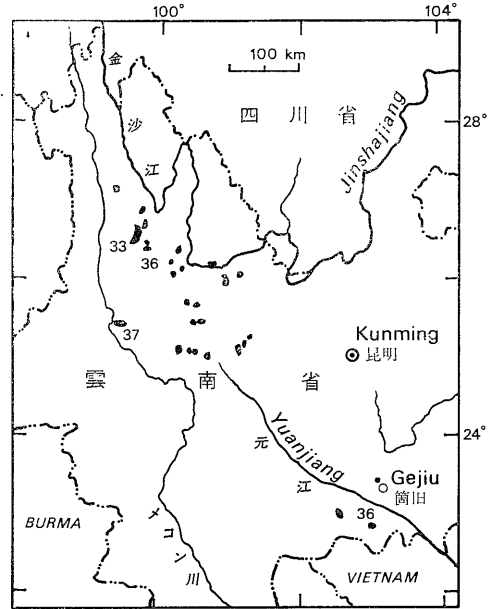 100°
104°
100 km
金沙江
四川省
Jinshajiang
28°
33
36
37
Kunming
昆明
雲南省
24°
元江
Yuanjiang
Gejiu
箇旧
36
BURMA
メコン川
VIETNAM